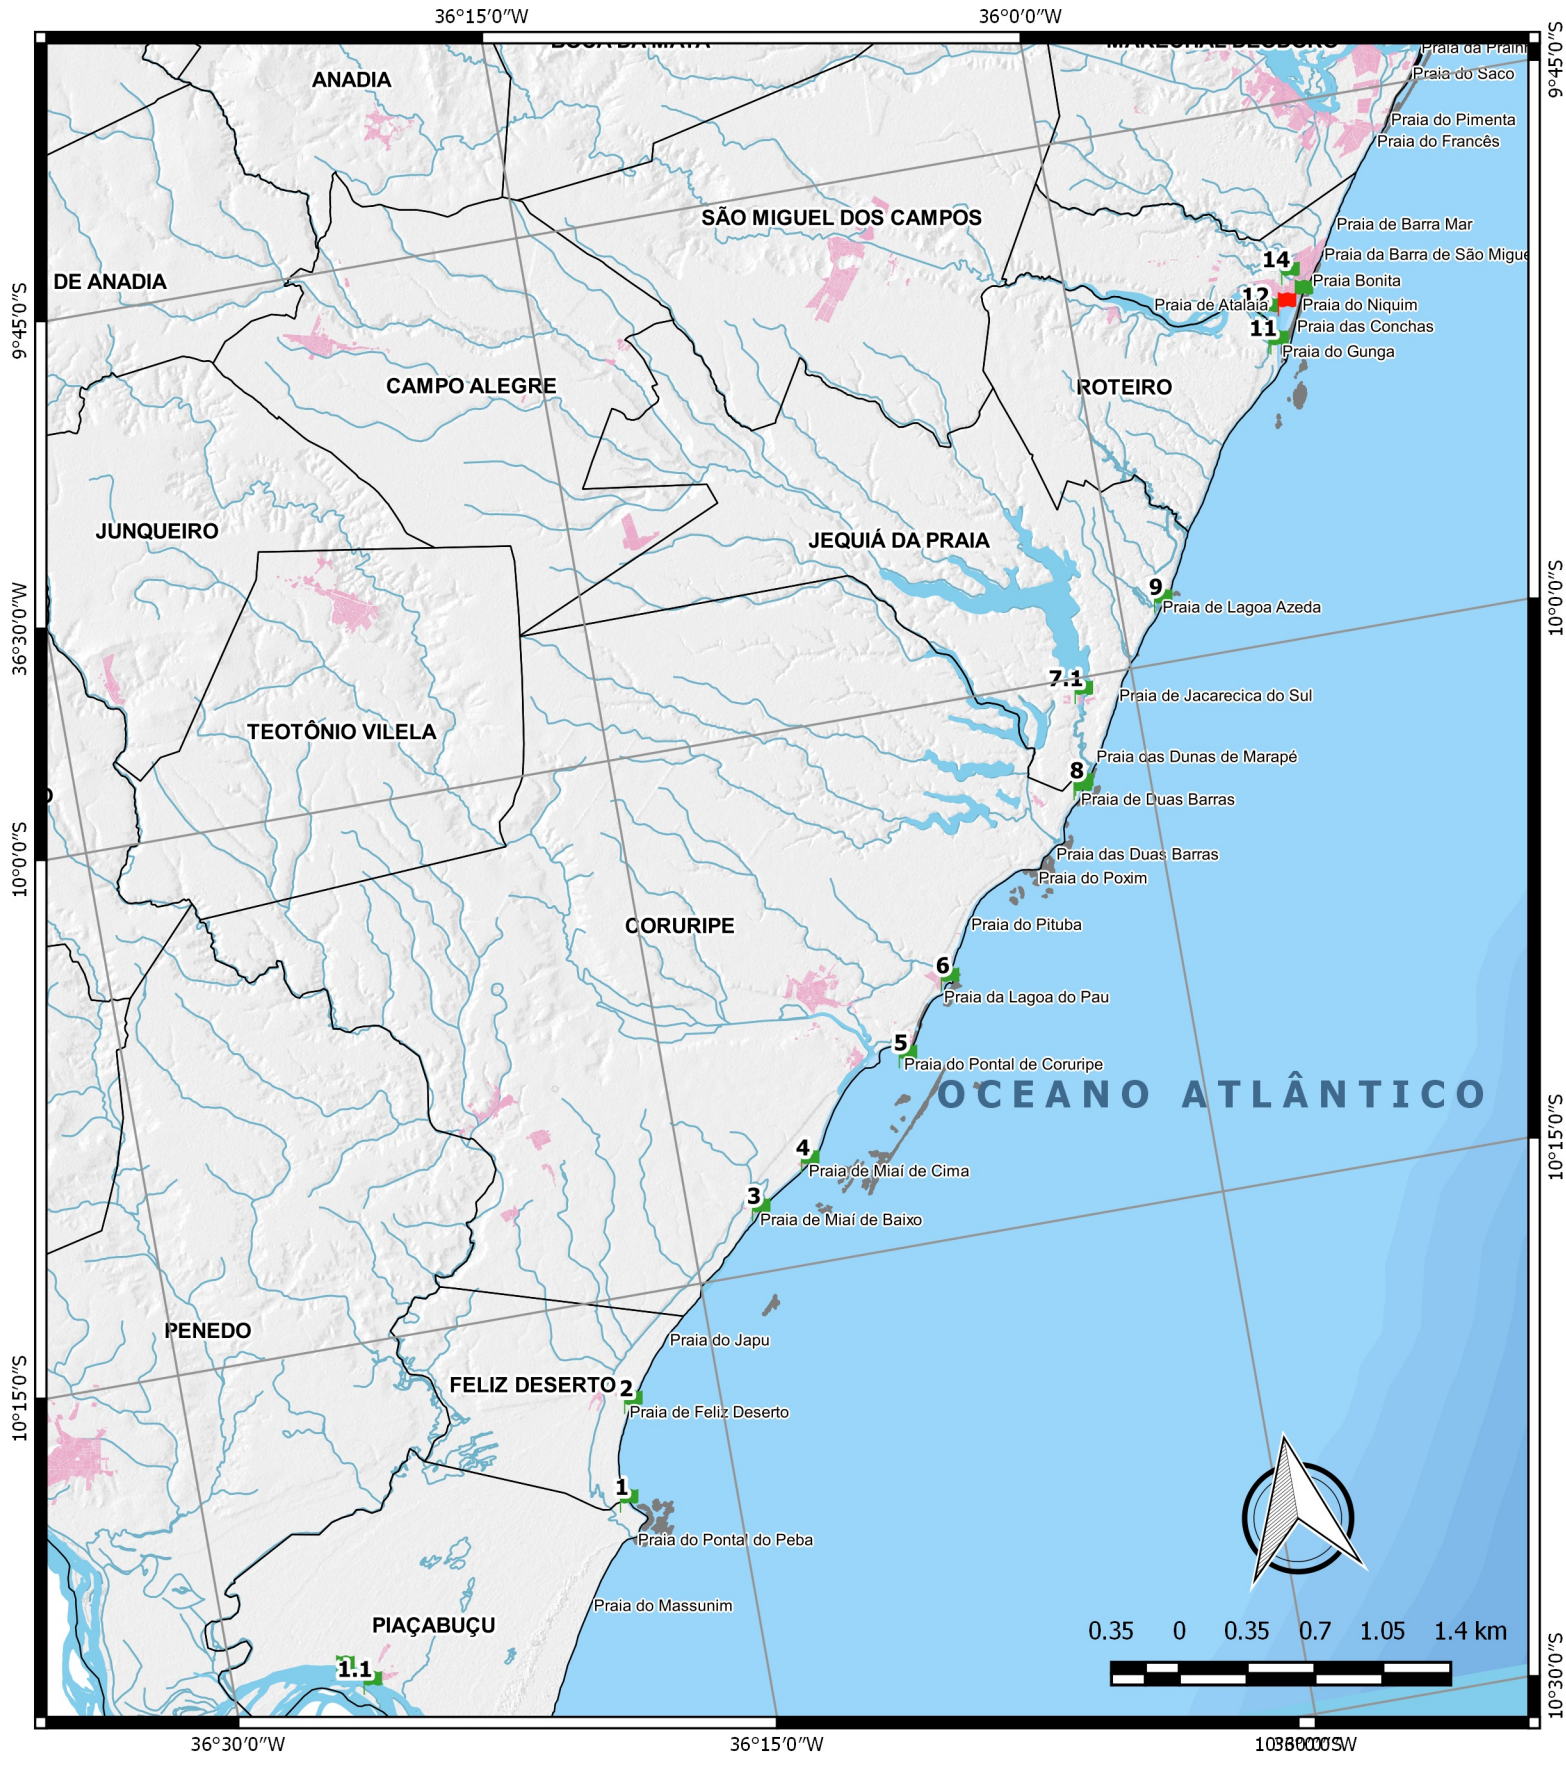 36°15′0″W
36°0′0″W
BOCA DA MATA
MARECHAL DEODORO
9°45′0″S
Praia do Saco
ANADIA
Praia do Pimenta
Praia do Francês
SÃO MIGUEL DOS CAMPOS
Praia de Barra Mar
14
Praia da Barra de São Migue
DE ANADIA
Praia Bonita
12
Praia de Atalaia
Praia do Niquim
9°45′0″S
11
Praia das Conchas
Praia do Gunga
CAMPO ALEGRE
ROTEIRO
JUNQUEIRO
JEQUIÁ DA PRAIA
9
Praia de Lagoa Azeda
10°0′0″S
36°30′0″W
7.1
Praia de Jacarecica do Sul
TEOTÔNIO VILELA
Praia das Dunas de Marapé
8
Praia de Duas Barras
O
Praia das Duas Barras
10°0′0″S
Praia do Poxim
CORURIPE
Praia do Pituba
6
Praia da Lagoa do Pau
5
Praia do Pontal de Coruripe
OCEANO ATLÂNTICO
10°15′0″S
4
Praia de Miaí de Cima
3
Praia de Miaí de Baixo
PENEDO
Praia do Japu
10°15′0″S
FELIZ DESERTO
2
Praia de Feliz Deserto
1
Praia do Pontal do Peba
Praia do Massunim
PIAÇABUÇU
0.35 0 0.35 0.7 1.05 1.4 km
1.1
10°30′0″S
36°30′0″W
36°15′0″W